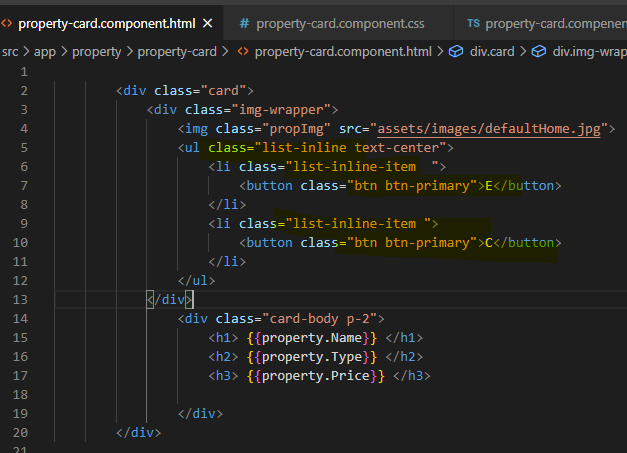 <> property-card.component.html × # property-card.component.css TS property-card.componen
src > app > property > property-card > <> property-card.component.html > div.card > div.img-wrap
1
2 <div class="card">
3 <div class="img-wrapper">
4 <img class="propImg" src="assets/images/defaultHome.jpg">
5 <ul class="list-inline text-center">
6 <li class="list-inline-item  ">
7 <button class="btn btn-primary">E</button>
8 </li>
9 <li class="list-inline-item ">
10 <button class="btn btn-primary">C</button>
11 </li>
12 </ul>
13 </div>
14 <div class="card-body p-2">
15 <h1> {{property.Name}} </h1>
16 <h2> {{property.Type}} </h2>
17 <h3> {{property.Price}} </h3>
18
19 </div>
20 </div>
21